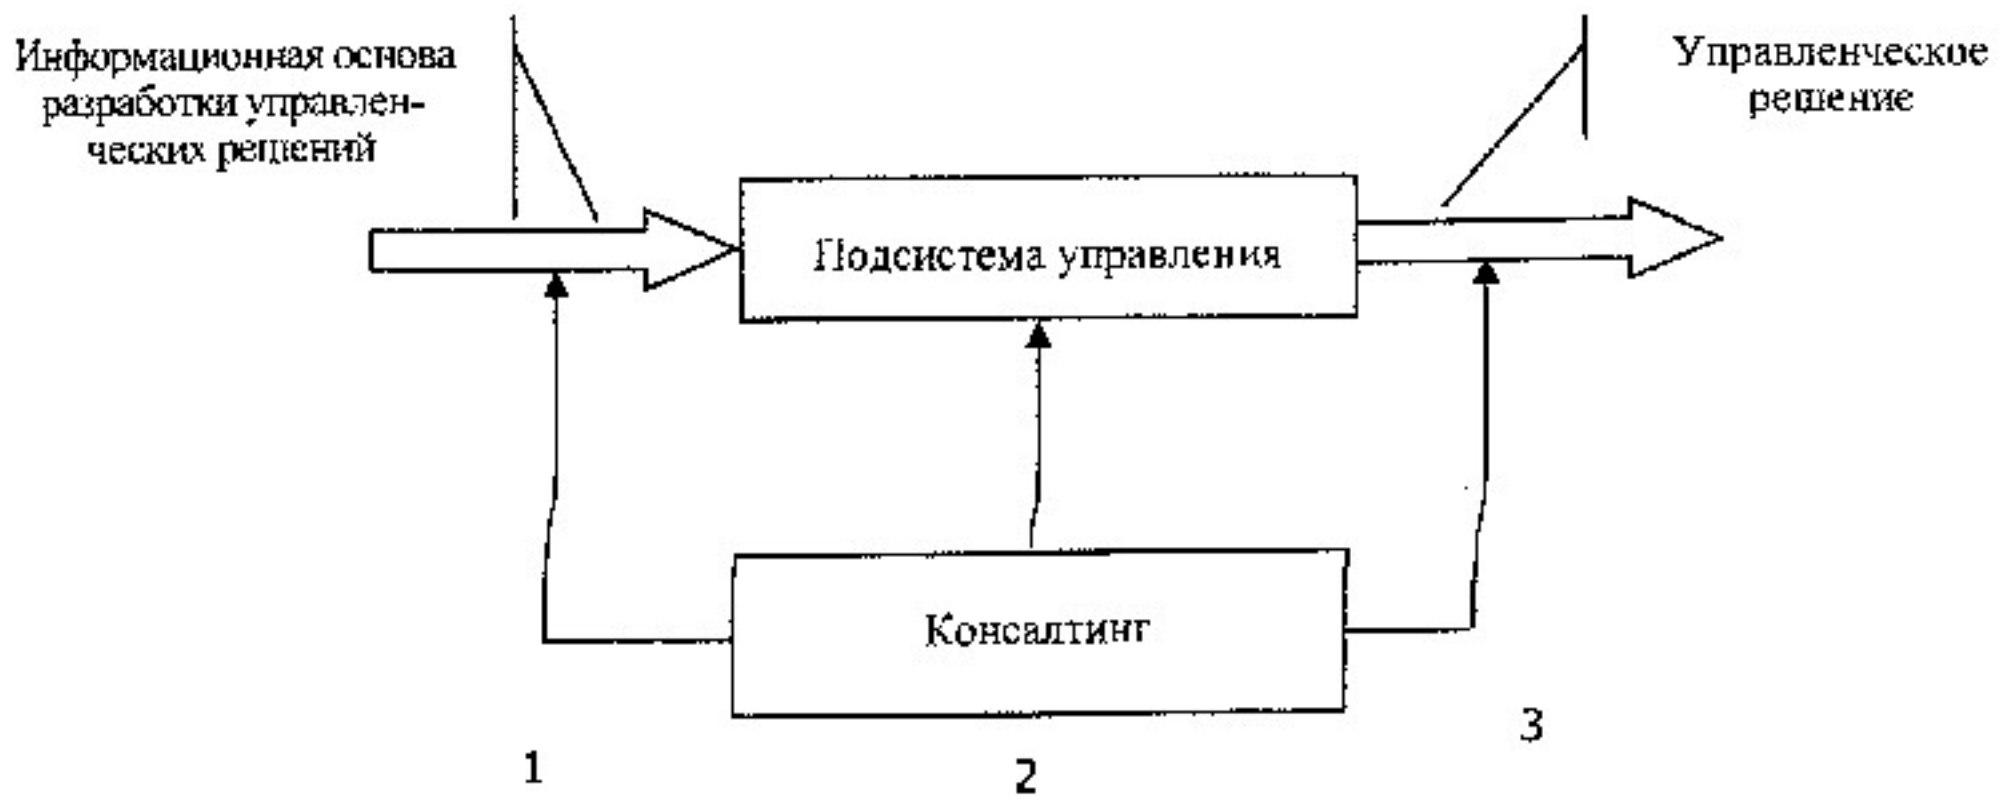 Информационная основа
разработки управлен-
ческих решений
Управленческое
решение
Подсистема управления
Консалтинг
1
2
3